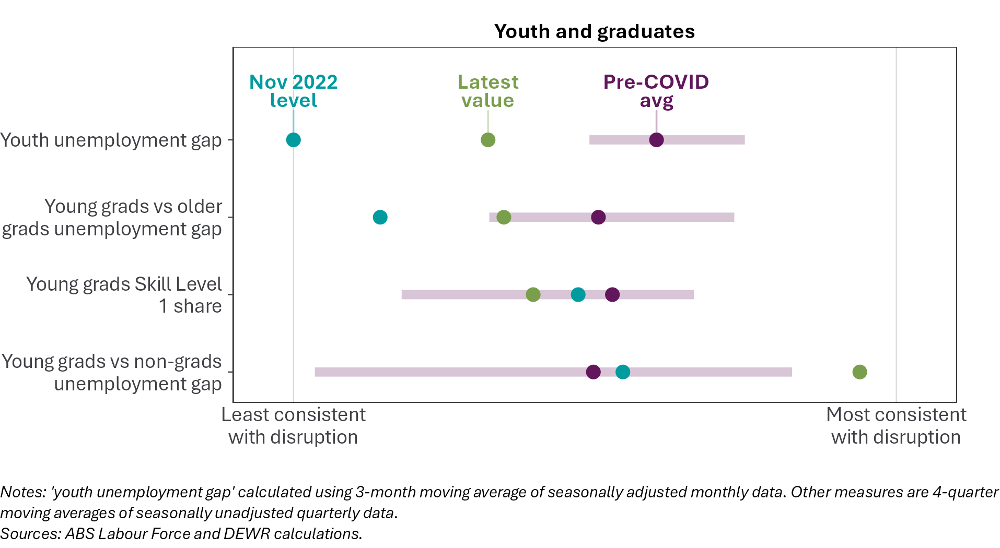 Youth and graduates
Nov 2022
level
Latest
value
Pre-COVID
avg
Youth unemployment gap
Young grads vs older
grads unemployment gap
Young grads Skill Level
1 share
Young grads vs non-grads
unemployment gap
Least consistent
with disruption
Most consistent
with disruption
Notes: 'youth unemployment gap' calculated using 3-month moving average of seasonally adjusted monthly data. Other measures are 4-quarter
moving averages of seasonally unadjusted quarterly data.
Sources: ABS Labour Force and DEWR calculations.